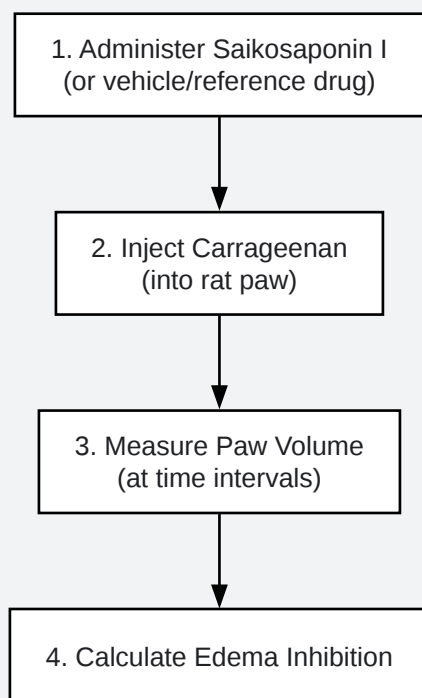 1. Administer Saikosaponin I
(or vehicle/reference drug)
2. Inject Carrageenan
(into rat paw)
3. Measure Paw Volume
(at time intervals)
4. Calculate Edema Inhibition